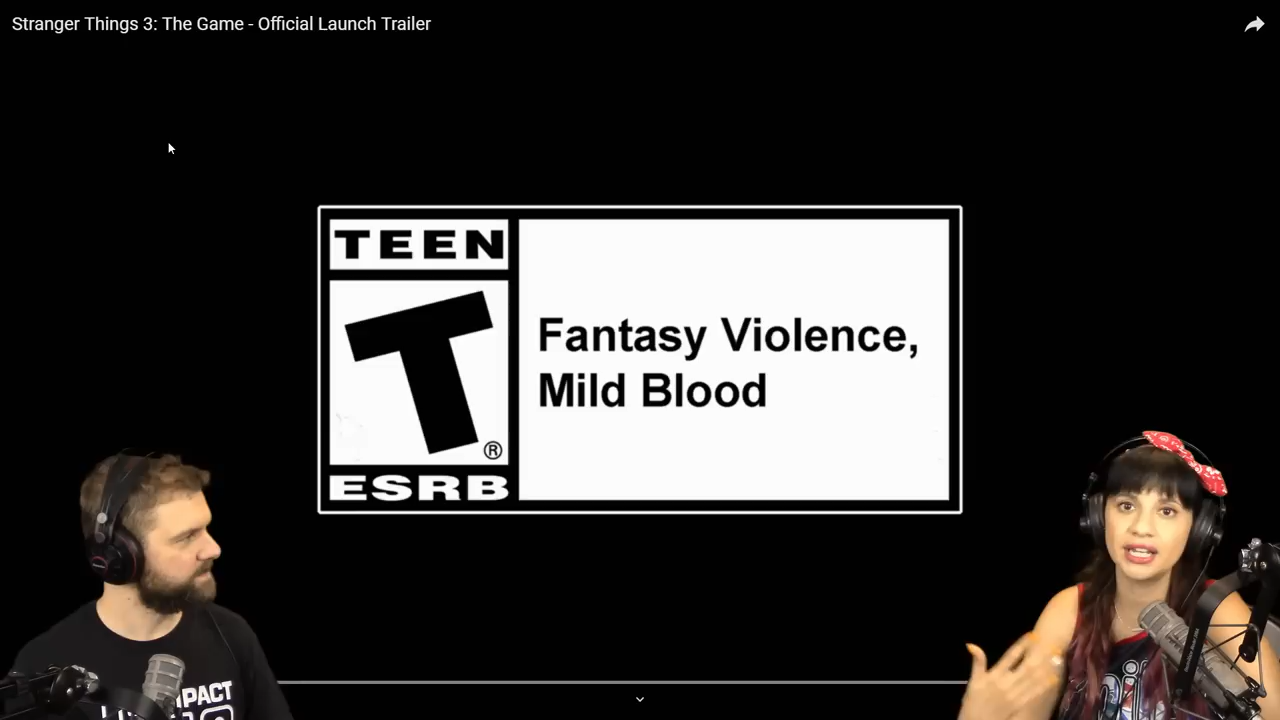 Stranger Things 3: The Game - Official Launch Trailer
TEEN
T
®
ESRB
Fantasy Violence,
Mild Blood